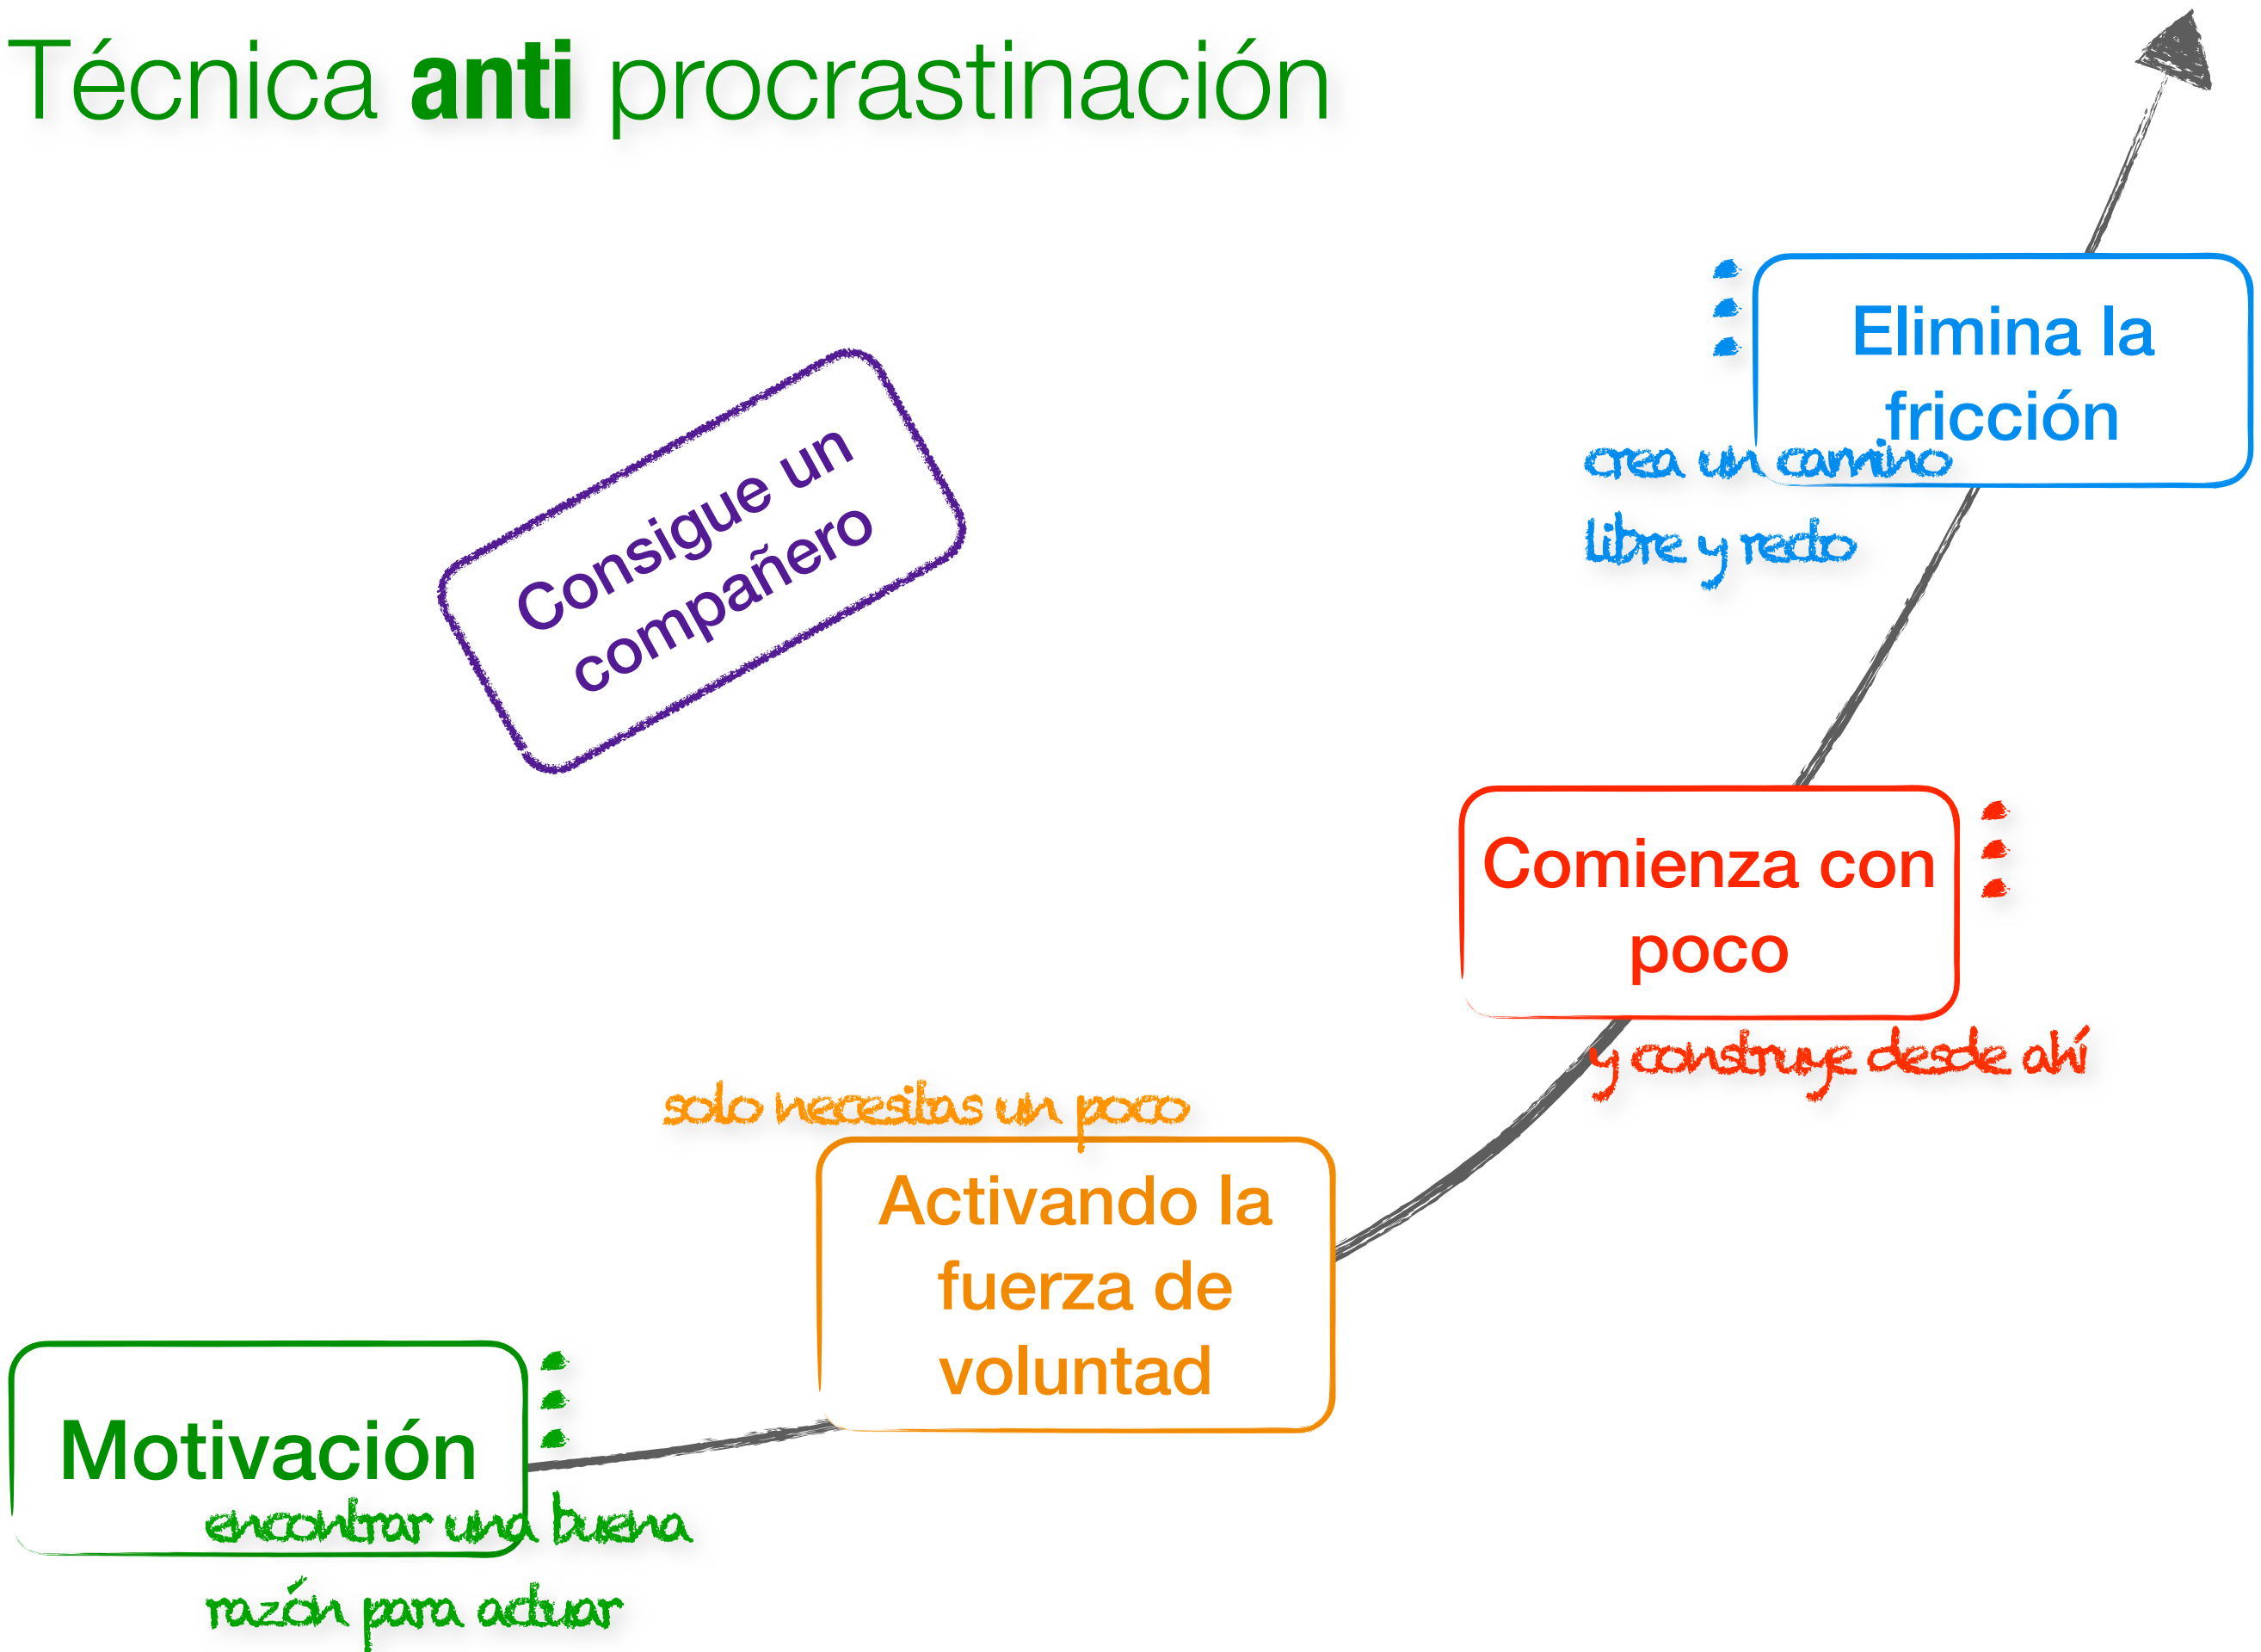 Técnica anti procrastinación
Elimina la
fricción
crea un camino
libre y recto
Consigue un
compañero
Comienza con
poco
y construye desde ahí
solo necesitas un poco
Activando la
fuerza de
voluntad
Motivación
encontrar una buena
razón para actuar